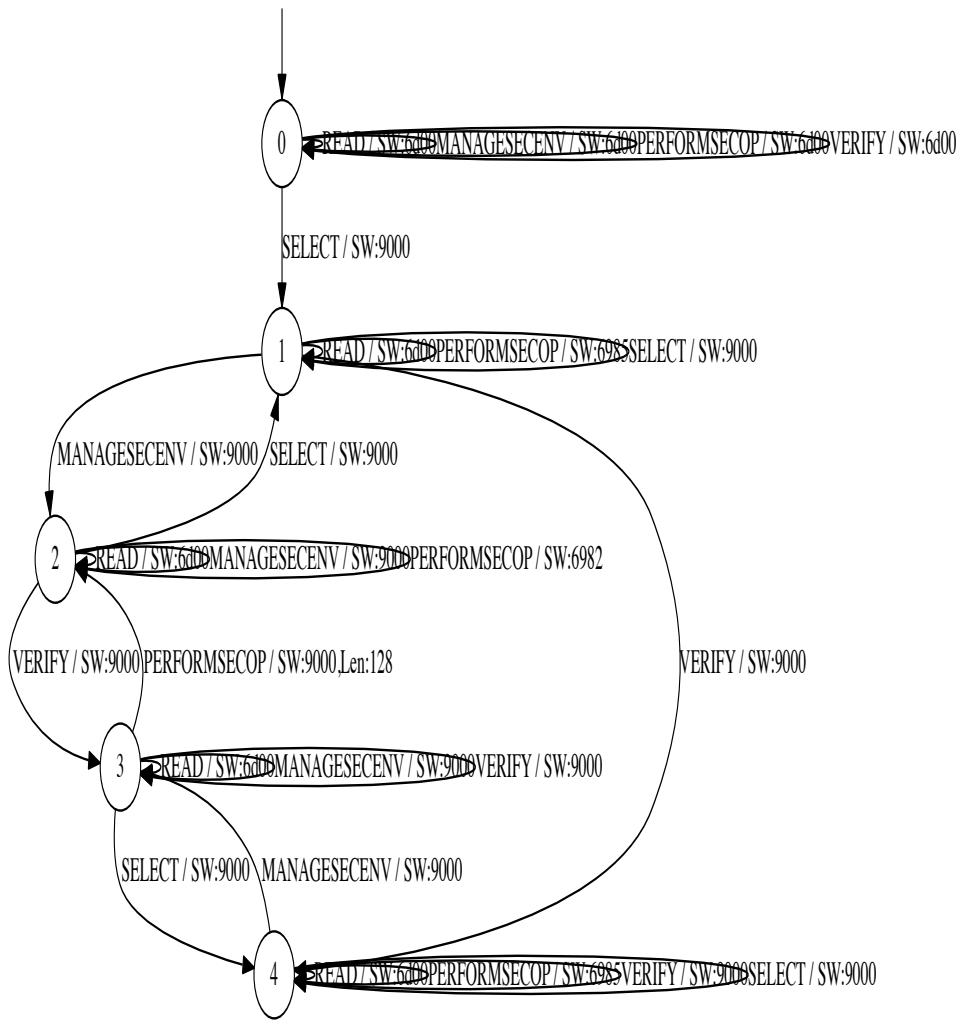 0 READ / SW:6d00 MANAGESECENV / SW:6d00 PERFORMSECOP / SW:6d00 VERIFY / SW:6d00
SELECT / SW:9000
1 READ / SW:6d00 PERFORMSECOP / SW:6985 SELECT / SW:9000
MANAGESECENV / SW:9000 SELECT / SW:9000
2 READ / SW:6d00 MANAGESECENV / SW:9000 PERFORMSECOP / SW:6982
VERIFY / SW:9000 PERFORMSECOP / SW:9000,Len:128 VERIFY / SW:9000
3 READ / SW:6d00 MANAGESECENV / SW:9000 VERIFY / SW:9000
SELECT / SW:9000 MANAGESECENV / SW:9000
4 READ / SW:6d00 PERFORMSECOP / SW:6985 VERIFY / SW:9000 SELECT / SW:9000